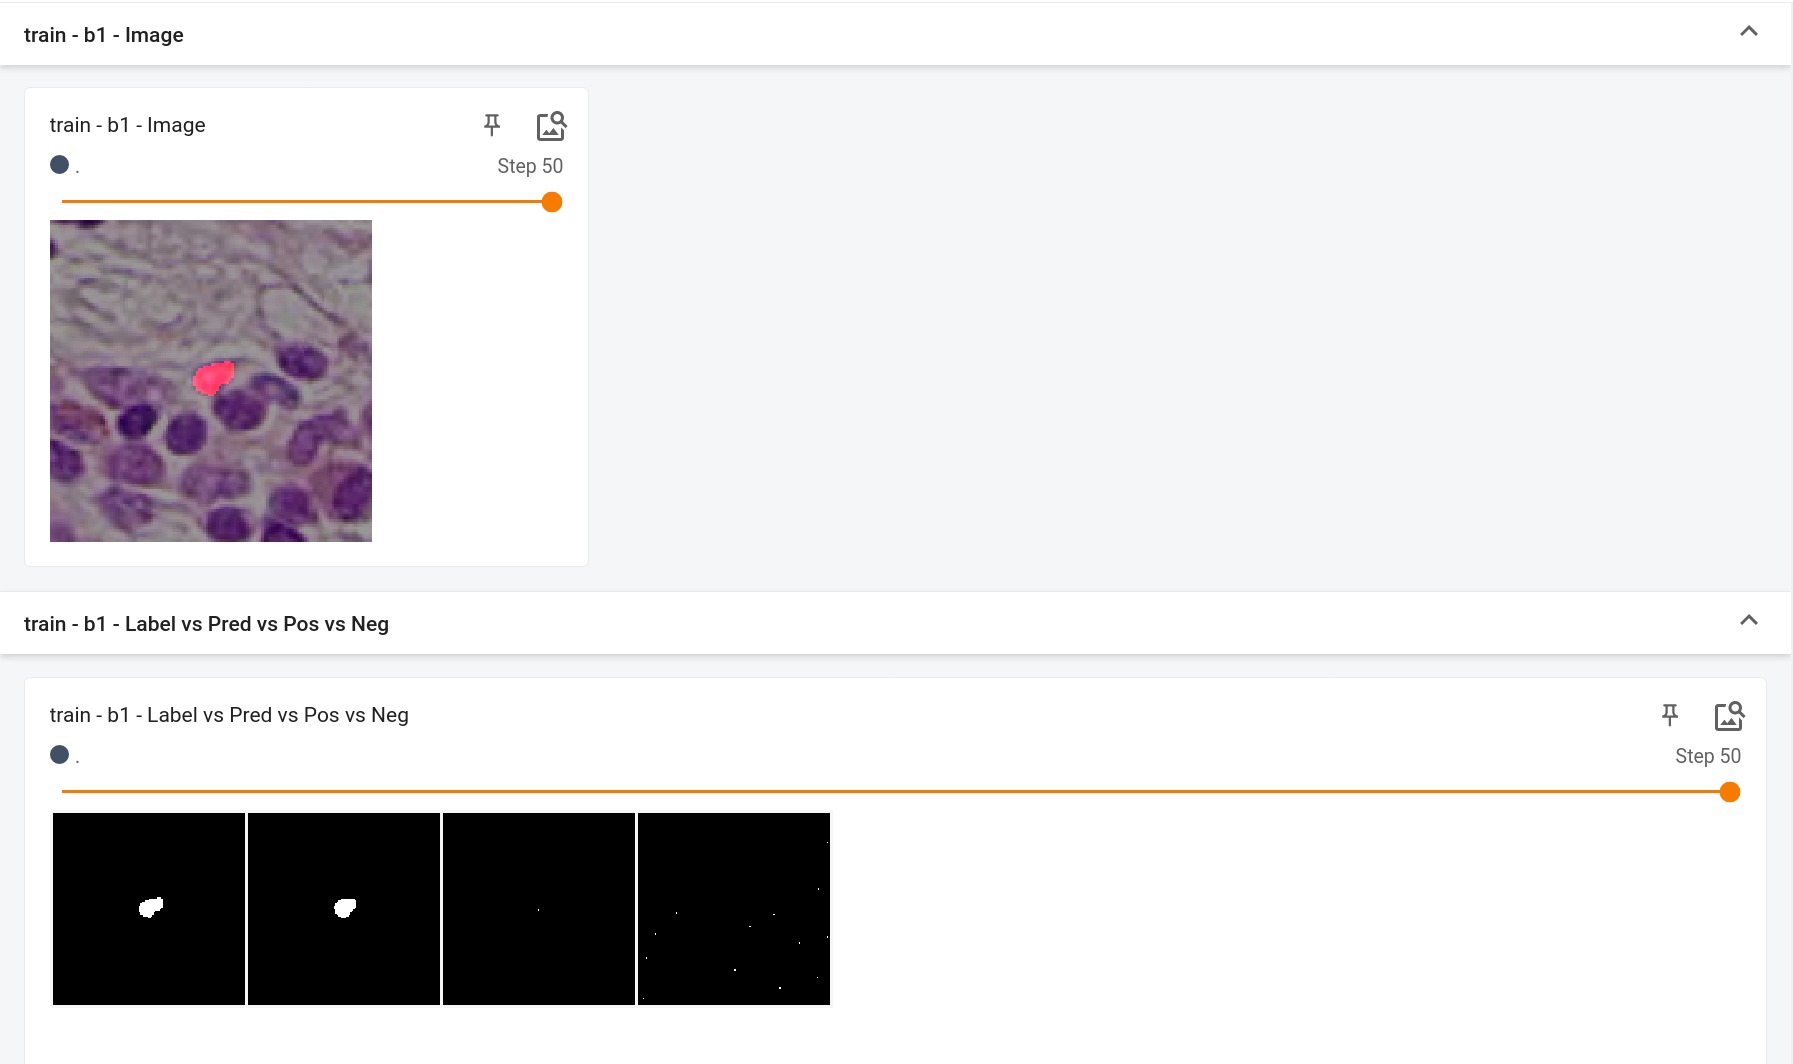 train - b1 - Image
train - b1 - Image
.
Step 50
train - b1 - Label vs Pred vs Pos vs Neg
train - b1 - Label vs Pred vs Pos vs Neg
.
Step 50